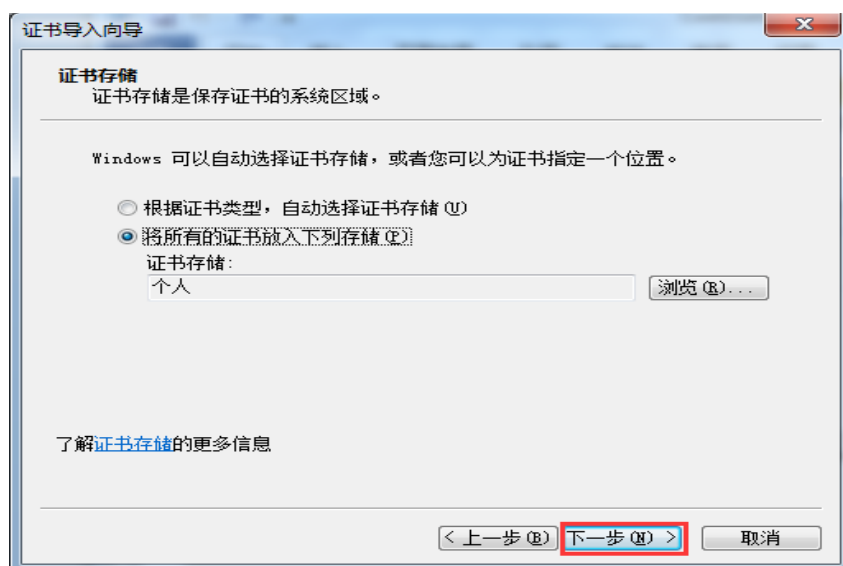 证书导入向导
证书存储
证书存储是保存证书的系统区域。
Windows 可以自动选择证书存储，或者您可以为证书指定一个位置。
根据证书类型，自动选择证书存储(U)
将所有的证书放入下列存储(P)
证书存储:
个人 浏览(R)...
了解证书存储的更多信息
< 上一步(B) 下一步(N) > 取消